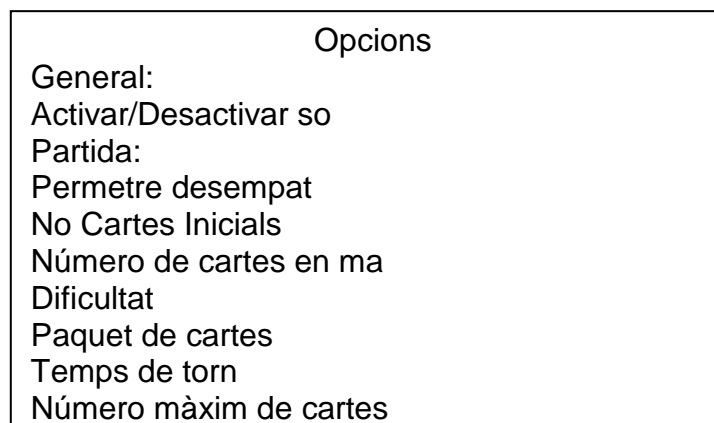 Opcions
General:
Activar/Desactivar so
Partida:
Permetre desempat
No Cartes Inicials
Número de cartes en ma
Dificultat
Paquet de cartes
Temps de torn
Número màxim de cartes